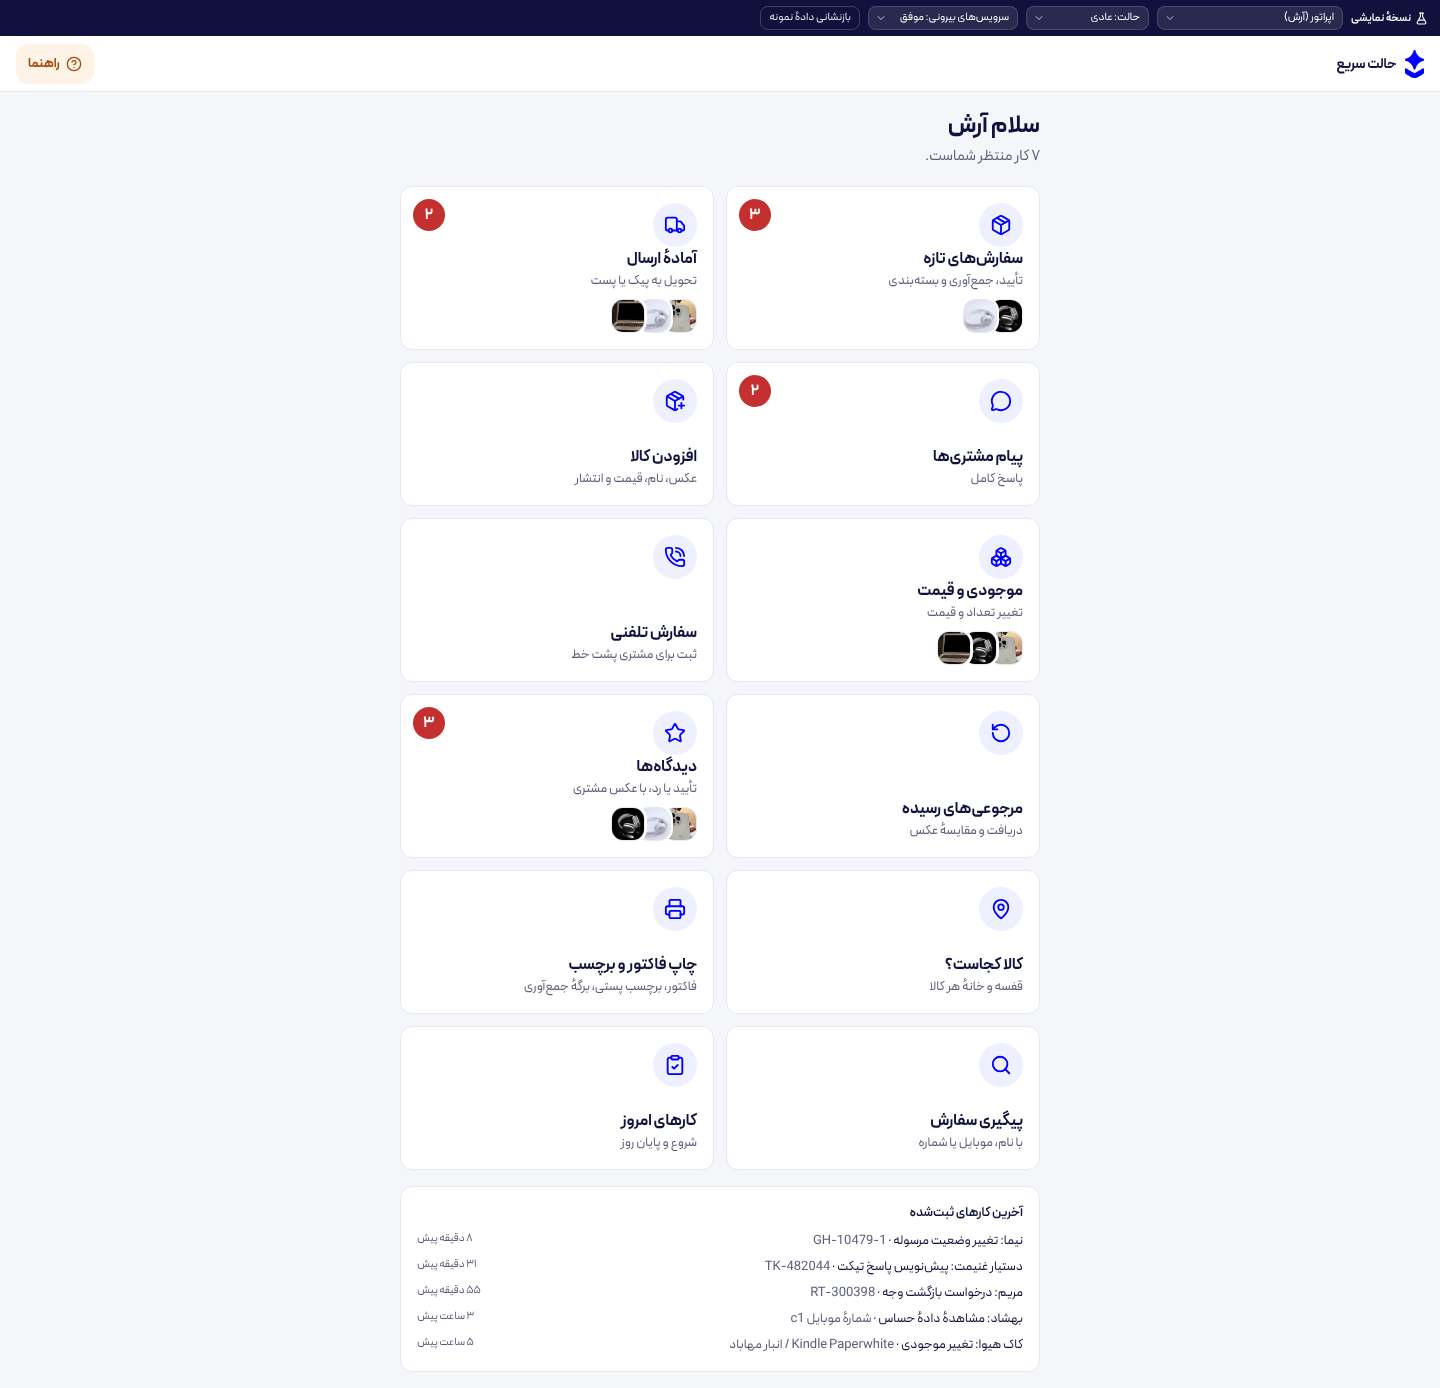 نسخهٔ نمایشی
اپراتور (آرش)
حالت: عادی
سرویس‌های بیرونی: موفق
بازنشانی دادهٔ نمونه
حالت سریع
راهنما
سلام آرش
۷ کار منتظر شماست.
۳
سفارش‌های تازه
تأیید، جمع‌آوری و بسته‌بندی
۲
آمادهٔ ارسال
تحویل به پیک یا پست
۲
پیام مشتری‌ها
پاسخ کامل
افزودن کالا
عکس، نام، قیمت و انتشار
موجودی و قیمت
تغییر تعداد و قیمت
سفارش تلفنی
ثبت برای مشتری پشت خط
مرجوعی‌های رسیده
دریافت و مقایسهٔ عکس
۳
دیدگاه‌ها
تأیید یا رد، با عکس مشتری
کالا کجاست؟
قفسه و خانهٔ هر کالا
چاپ فاکتور و برچسب
فاکتور، برچسب پستی، برگهٔ جمع‌آوری
پیگیری سفارش
با نام، موبایل یا شماره
کارهای امروز
شروع و پایان روز
آخرین کارهای ثبت‌شده
نیما: تغییر وضعیت مرسوله · GH-10479-1 ۸ دقیقه پیش
دستیار غنیمت: پیش‌نویس پاسخ تیکت · TK-482044 ۳۱ دقیقه پیش
مریم: درخواست بازگشت وجه · RT-300398 ۵۵ دقیقه پیش
بهشاد: مشاهدهٔ دادهٔ حساس · شمارهٔ موبایل c1 ۳ ساعت پیش
کاک هیوا: تغییر موجودی · Kindle Paperwhite / انبار مهاباد ۵ ساعت پیش